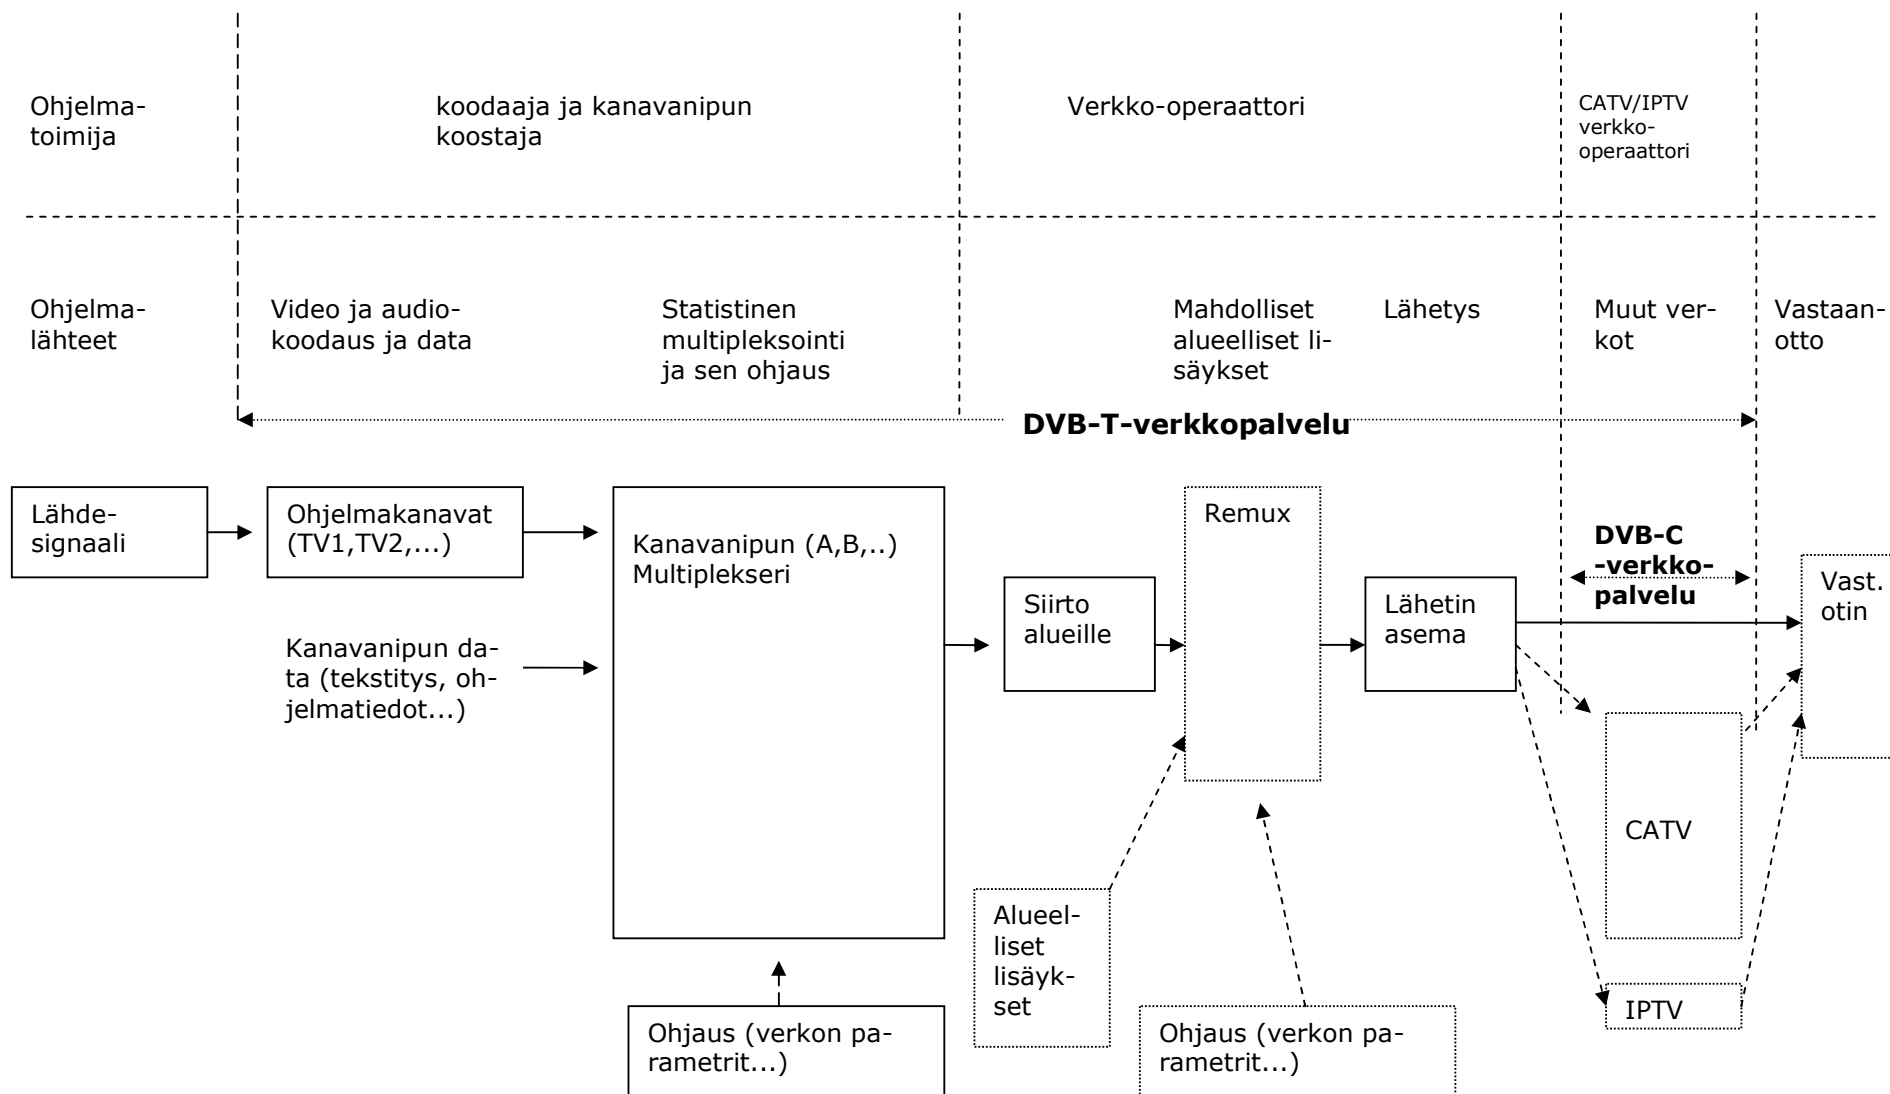 Ohjelma-
toimija
koodaaja ja kanavanipun
koostaja
Verkko-operaattori
CATV/IPTV
verkko-
operaattori
Ohjelma-
lähteet
Video ja audio-
koodaus ja data
Statistinen
multipleksointi
ja sen ohjaus
Mahdolliset
alueelliset li-
säykset
Lähetys
Muut ver-
kot
Vastaan-
otto
DVB-T-verkkopalvelu
Lähde-
signaali
Ohjelmakanavat
(TV1,TV2,...)
Kanavanipun da-
ta (tekstitys, oh-
jelmatiedot...)
Kanavanipun (A,B,..)
Multiplekseri
Siirto
alueille
Remux
Lähetin
asema
DVB-C
-verkko-
palvelu
Vast.
otin
CATV
IPTV
Alueel-
liset
lisäyk-
set
Ohjaus (verkon pa-
rametrit...)
Ohjaus (verkon pa-
rametrit...)